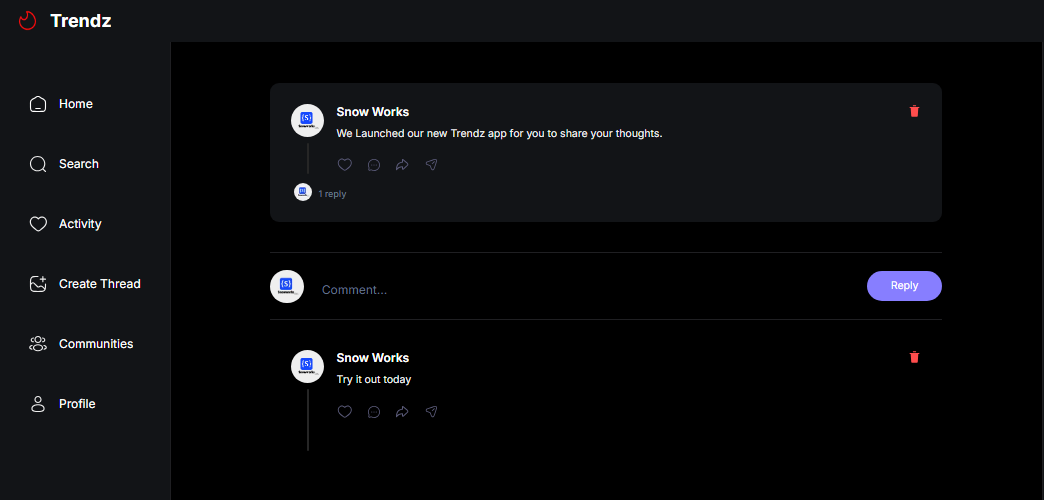 Trendz
Home
Search
Activity
Create Thread
Communities
Profile
Snow Works
We Launched our new Trendz app for you to share your thoughts.
1 reply
Comment...
Reply
Snow Works
Try it out today